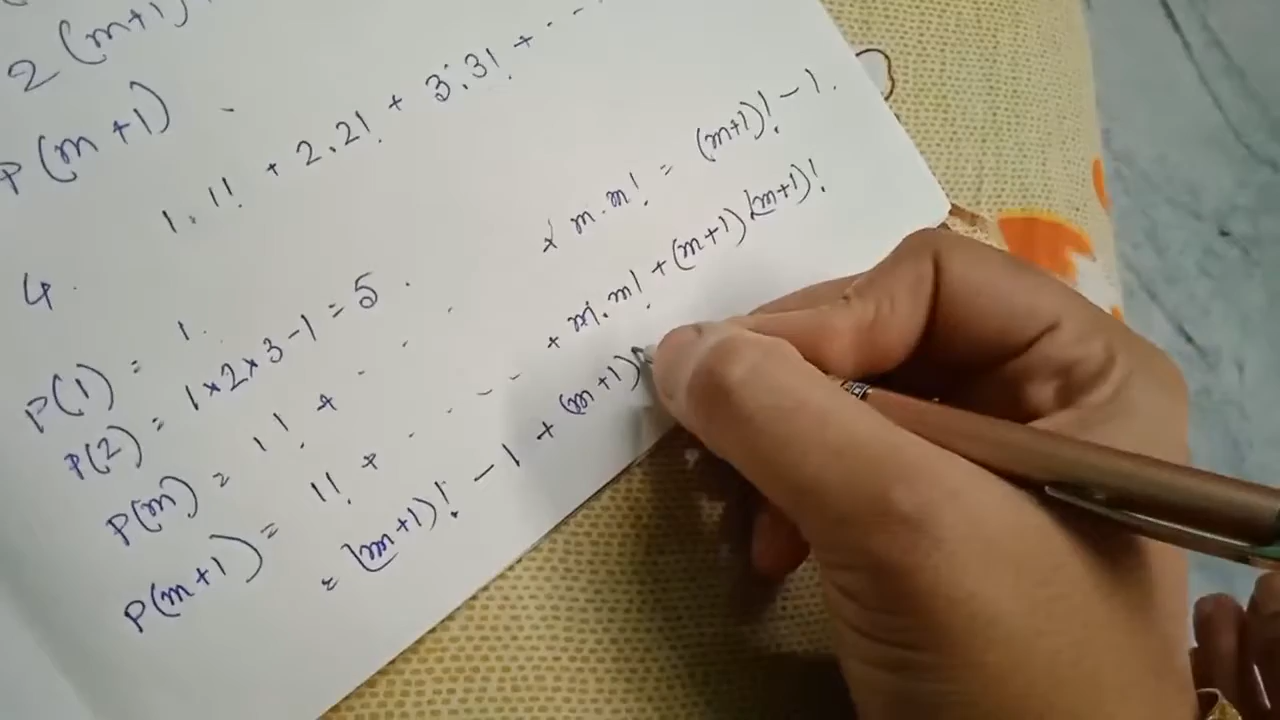 2 (m+1)
P(m+1)
4. 1.1! + 2.2! + 3.3! + ...
P(1) = 1.
P(2) = 1×2×3-1 = 5.
P(m) = 1! + - - . + m.m! = (m+1)! - 1.
P(m+1) = 1! + . . - -- + m.m! + (m+1)(m+1)!
= (m+1)! - 1 + (m+1)